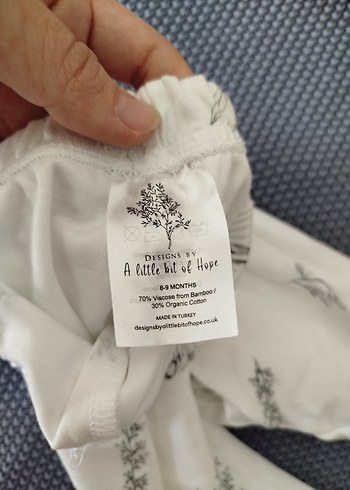 DESIGNS BY
A little bit of Hope
6-9 MONTHS
70% Viscose from Bamboo /
30% Organic Cotton
MADE IN TURKEY
designsbyalittlebitofhope.co.uk